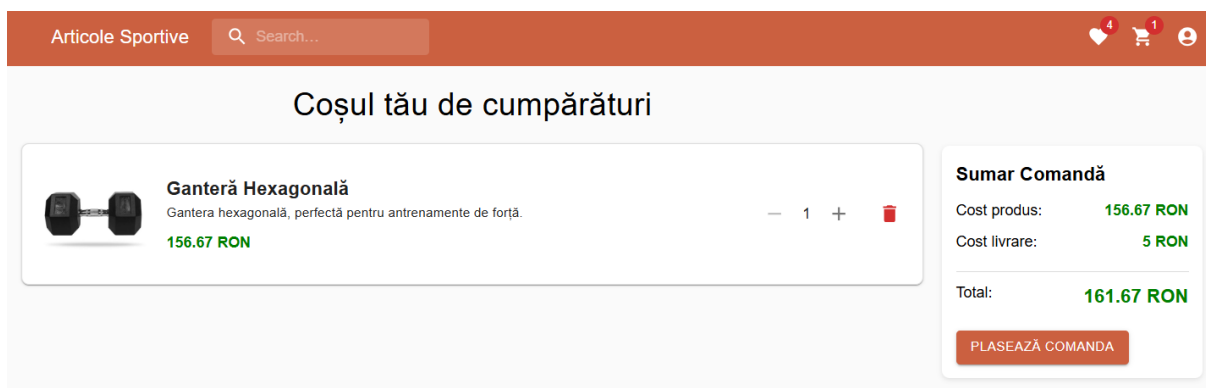 Articole Sportive
Search...
4
1
Coșul tău de cumpărături
Ganteră Hexagonală
Gantera hexagonală, perfectă pentru antrenamente de forță.
156.67 RON
— 1 +
Sumar Comandă
Cost produs: 156.67 RON
Cost livrare: 5 RON
Total: 161.67 RON
PLASEAZĂ COMANDA